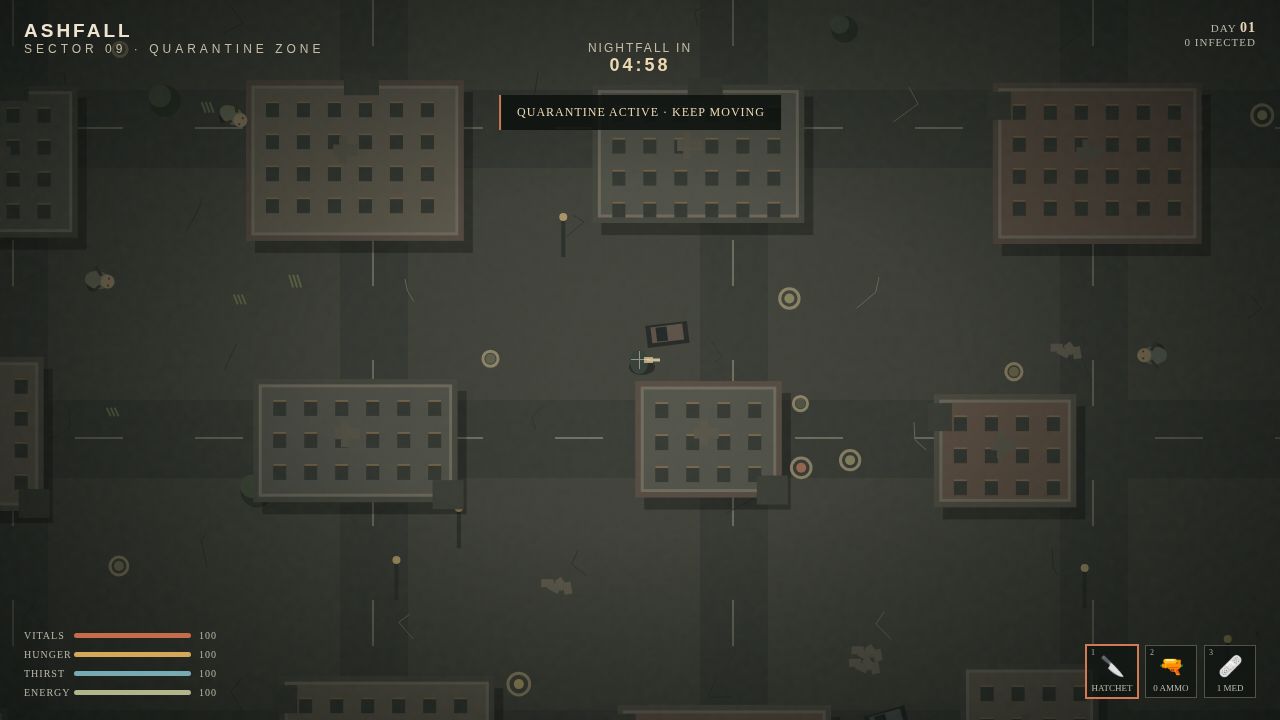 ASHFALL
SECTOR 09 · QUARANTINE ZONE
NIGHTFALL IN
04:58
DAY 01
0 INFECTED
QUARANTINE ACTIVE · KEEP MOVING
VITALS 100
HUNGER 100
THIRST 100
ENERGY 100
1 HATCHET
2 0 AMMO
3 1 MED